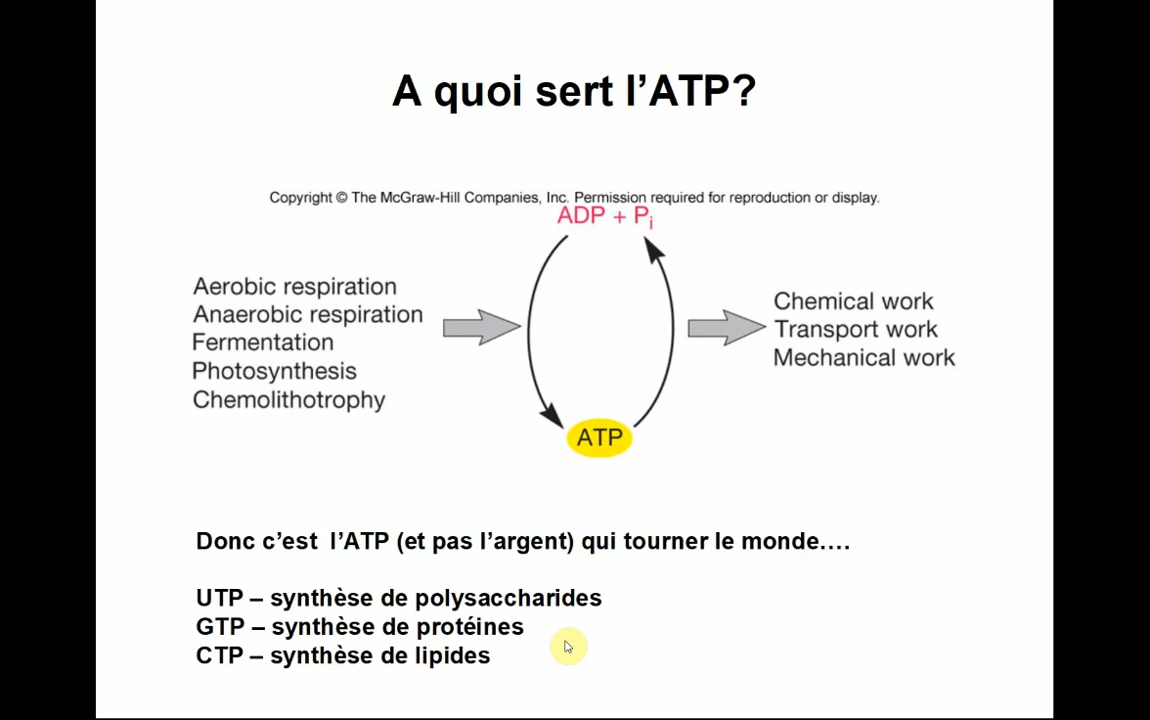 A quoi sert l’ATP?
Copyright © The McGraw-Hill Companies, Inc. Permission required for reproduction or display.
ADP + Pi
Aerobic respiration
Anaerobic respiration
Fermentation
Photosynthesis
Chemolithotrophy
Chemical work
Transport work
Mechanical work
ATP
Donc c’est l’ATP (et pas l’argent) qui tourner le monde….
UTP – synthèse de polysaccharides
GTP – synthèse de protéines
CTP – synthèse de lipides